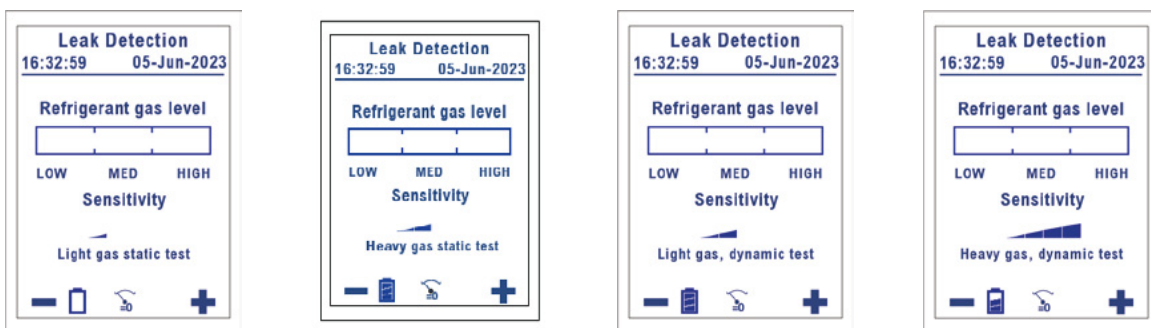 Leak Detection
16:32:59 05-Jun-2023
Refrigerant gas level
LOW MED HIGH
Sensitivity
Light gas static test
=0
Leak Detection
16:32:59 05-Jun-2023
Refrigerant gas level
LOW MED HIGH
Sensitivity
Heavy gas static test
=0
Leak Detection
16:32:59 05-Jun-2023
Refrigerant gas level
LOW MED HIGH
Sensitivity
Light gas, dynamic test
=0
Leak Detection
16:32:59 05-Jun-2023
Refrigerant gas level
LOW MED HIGH
Sensitivity
Heavy gas, dynamic test
=0